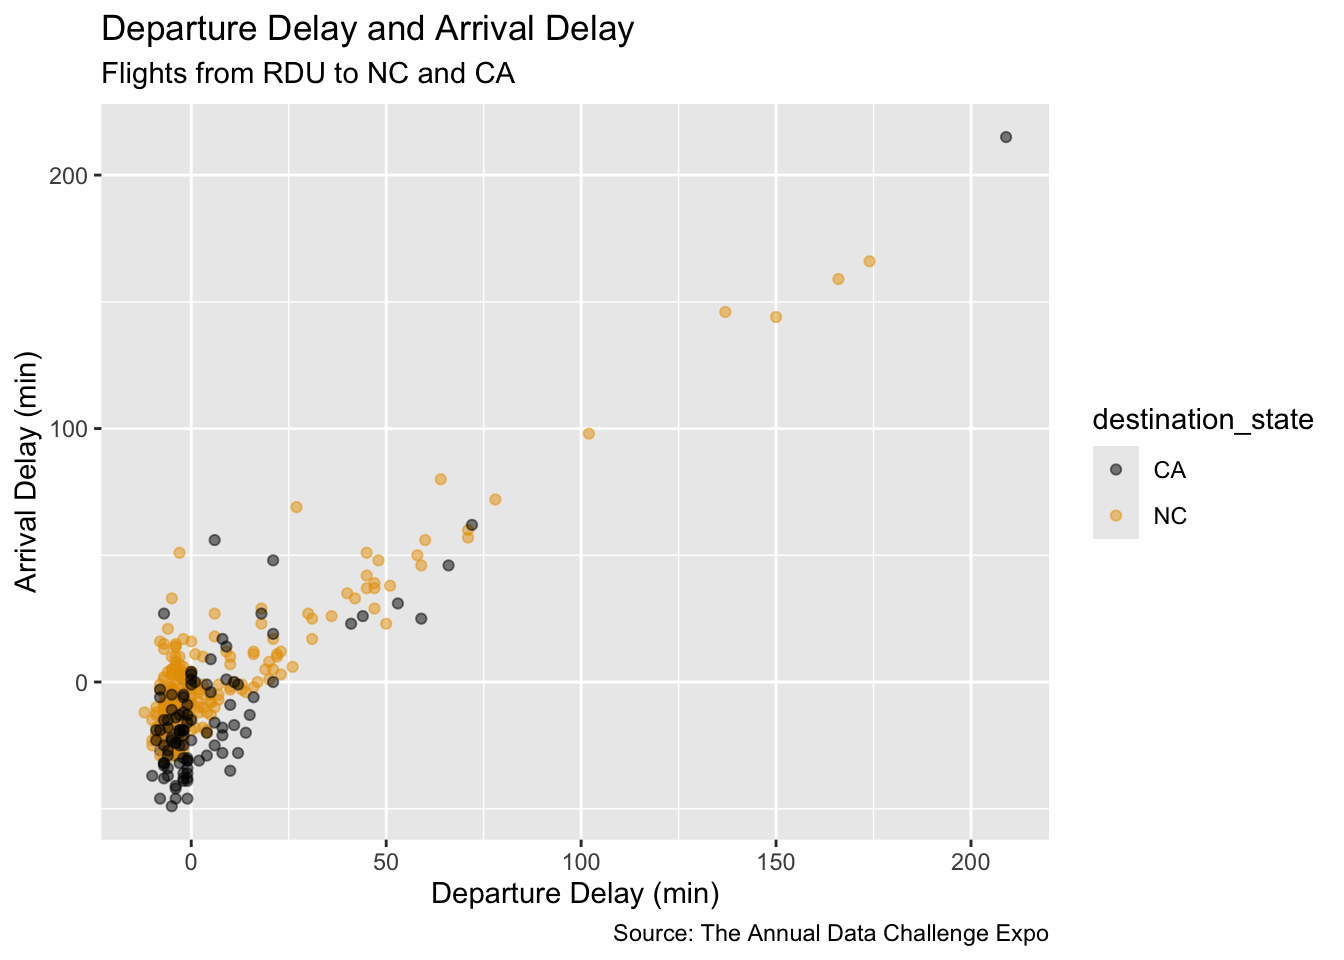 Departure Delay and Arrival Delay
Flights from RDU to NC and CA
200
100
0
Arrival Delay (min)
0 50 100 150 200
Departure Delay (min)
destination_state
CA
NC
Source: The Annual Data Challenge Expo